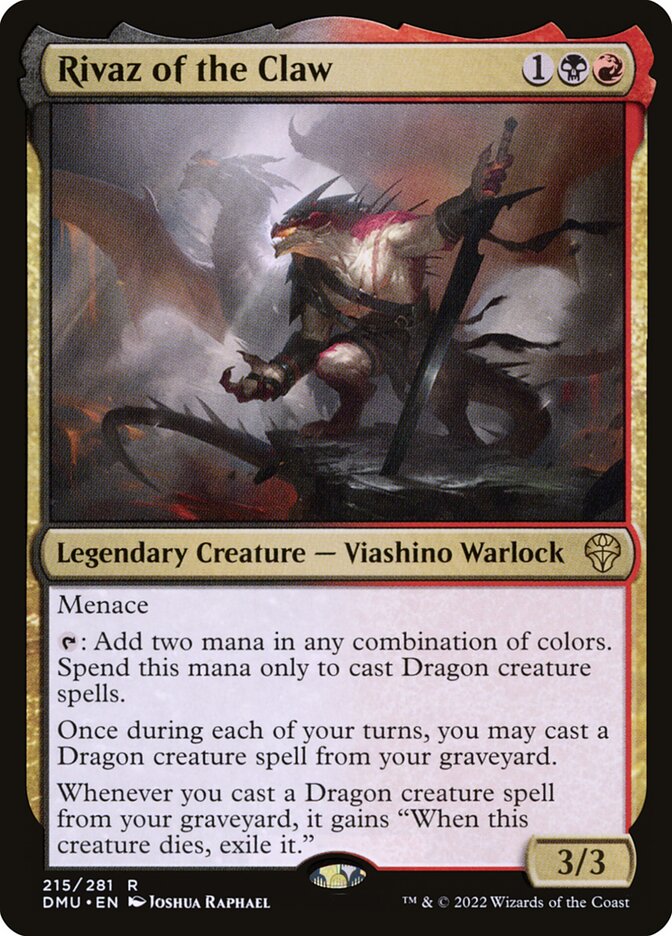 Rivaz of the Claw 1
Legendary Creature — Viashino Warlock
Menace
: Add two mana in any combination of colors.
Spend this mana only to cast Dragon creature
spells.
Once during each of your turns, you may cast a
Dragon creature spell from your graveyard.
Whenever you cast a Dragon creature spell
from your graveyard, it gains “When this
creature dies, exile it.”
3/3
215/281 R
DMU • EN Joshua Raphael ™ & © 2022 Wizards of the Coast